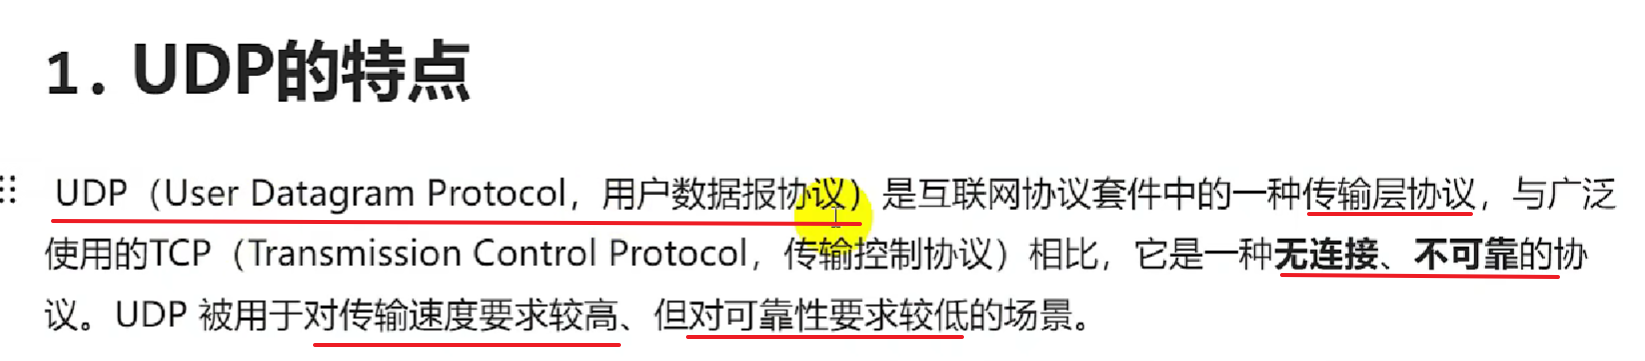 1. UDP的特点
UDP（User Datagram Protocol，用户数据报协议）是互联网协议套件中的一种传输层协议，与广泛
使用的TCP（Transmission Control Protocol，传输控制协议）相比，它是一种无连接、不可靠的协
议。UDP 被用于对传输速度要求较高、但对可靠性要求较低的场景。